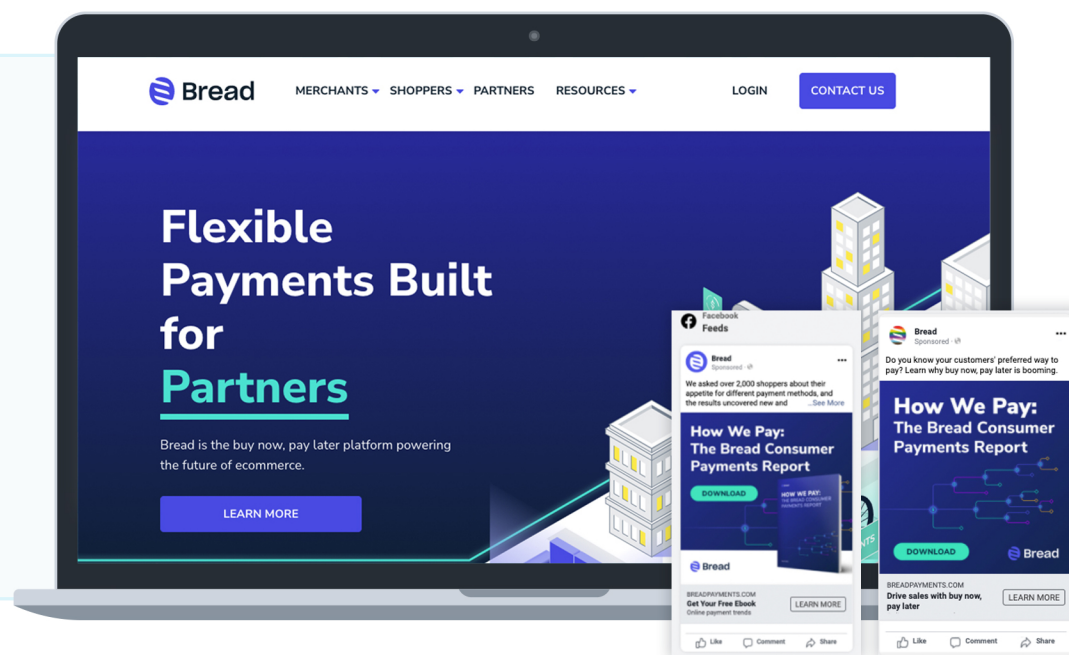 Bread
MERCHANTS SHOPPERS PARTNERS RESOURCES
LOGIN
CONTACT US
Flexible
Payments Built
for
Partners
Bread is the buy now, pay later platform powering
the future of ecommerce.
LEARN MORE
Facebook
Feeds
Bread
Sponsored ·
We asked over 2,000 shoppers about their
appetite for different payment methods, and
the results uncovered new and ...See More
How We Pay:
The Bread Consumer
Payments Report
DOWNLOAD
HOW WE PAY:
THE BREAD CONSUMER
PAYMENTS REPORT
Bread
BREADPAYMENTS.COM
Get Your Free Ebook
Online payment trends
LEARN MORE
Like Comment Share
NTS
Bread
Sponsored ·
Do you know your customers' preferred way to
pay? Learn why buy now, pay later is booming.
How We Pay:
The Bread Consumer
Payments Report
DOWNLOAD
Bread
BREADPAYMENTS.COM
Drive sales with buy now,
pay later
LEARN MORE
Like Comment Share